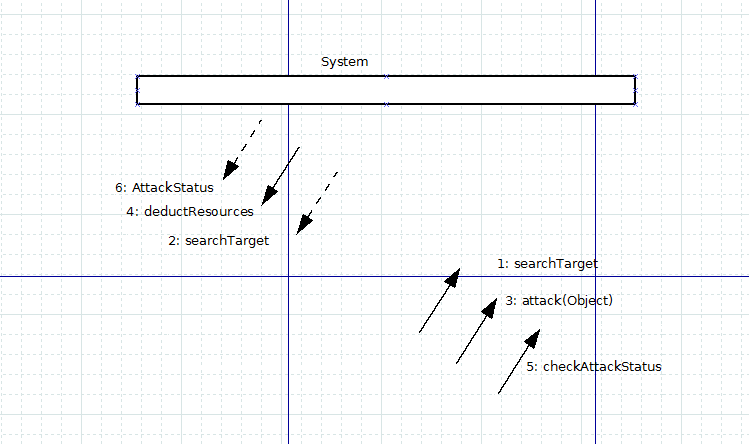 System
6: AttackStatus
4: deductResources
2: searchTarget
1: searchTarget
3: attack(Object)
5: checkAttackStatus